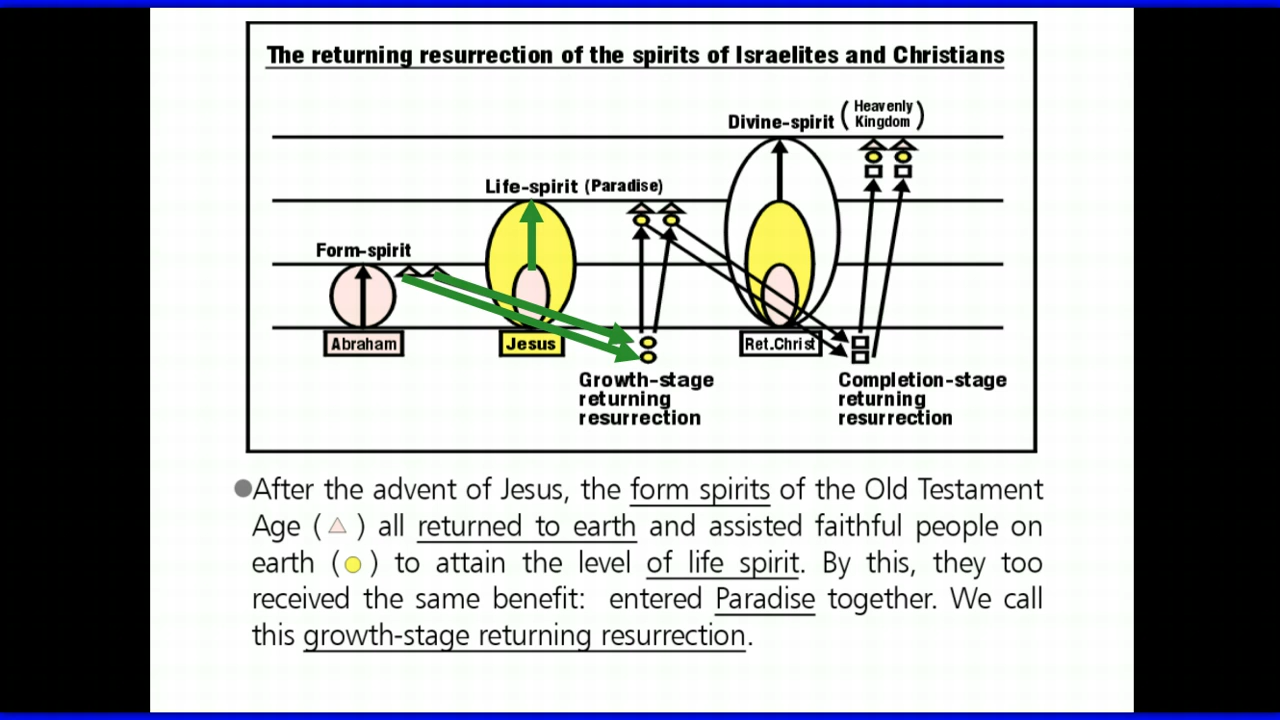 The returning resurrection of the spirits of Israelites and Christians
Divine-spirit ( Heavenly Kingdom )
Life-spirit (Paradise)
Form-spirit
Abraham
Jesus
Ret.Christ
Growth-stage
returning
resurrection
Completion-stage
returning
resurrection
●After the advent of Jesus, the form spirits of the Old Testament
Age ( △ ) all returned to earth and assisted faithful people on
earth ( ○ ) to attain the level of life spirit. By this, they too
received the same benefit: entered Paradise together. We call
this growth-stage returning resurrection.